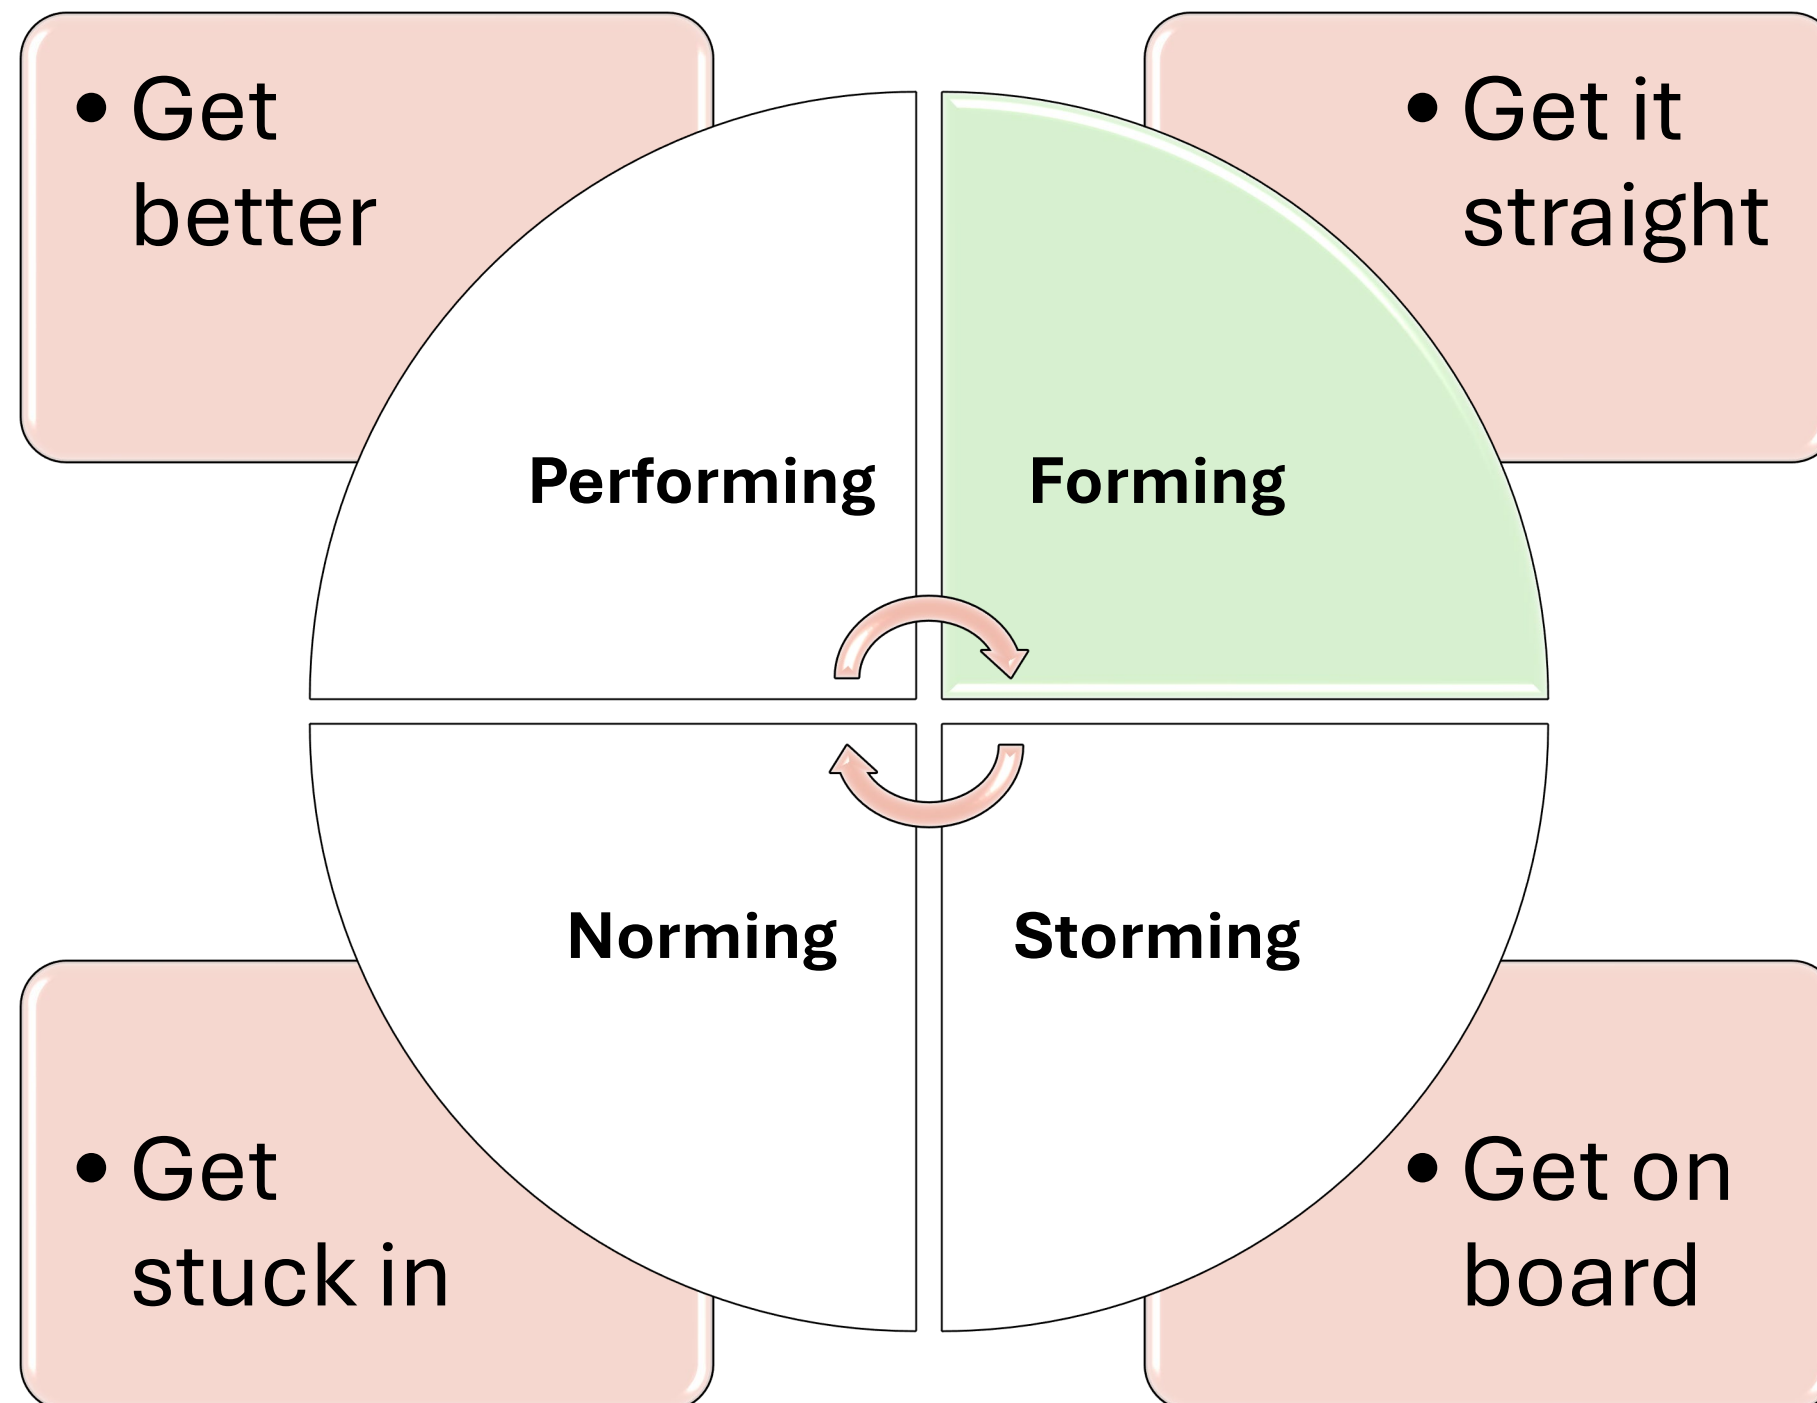 • Get
better
• Get it
straight
Performing
Forming
Norming
Storming
• Get
stuck in
• Get on
board